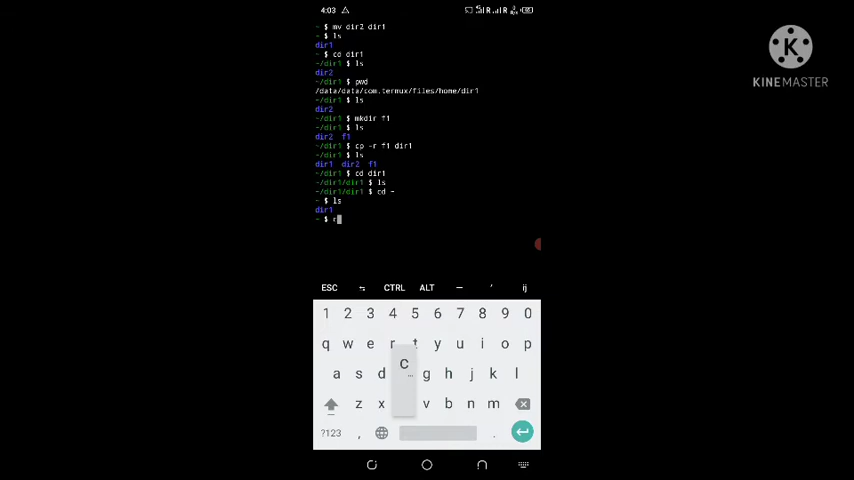 4:03
~ $ mv dir2 dir1
~ $ ls
dir1
~ $ cd dir1
~/dir1 $ ls
dir2
~/dir1 $ pwd
/data/data/com.termux/files/home/dir1
~/dir1 $ ls
dir2
~/dir1 $ mkdir f1
~/dir1 $ ls
dir2 f1
~/dir1 $ cp -r f1 dir1
~/dir1 $ ls
dir1 dir2 f1
~/dir1 $ cd dir1
~/dir1/dir1 $ ls
~/dir1/dir1 $ cd ~
~ $ ls
dir1
~ $
K
KINEMASTER
ESC CTRL ALT
1 2 3 4 5 6 7 8 9 0
q w e r t y u i o p
a s d c g h j k l
z x v b n m
?123 , .